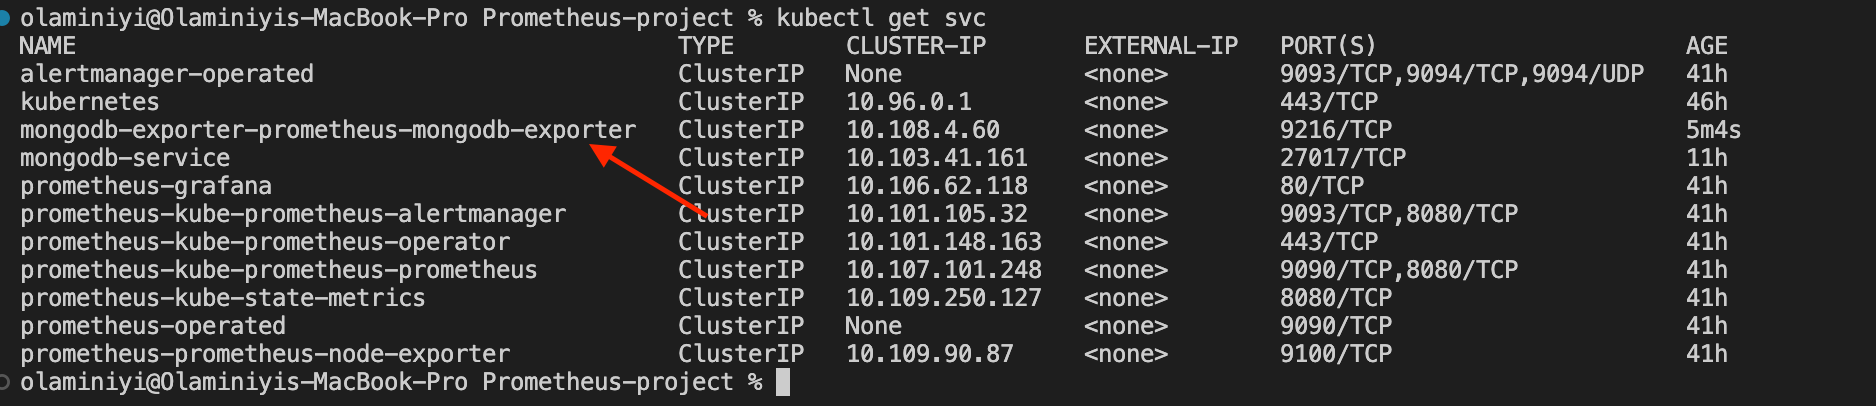 olaminiyi@Olaminiyis-MacBook-Pro Prometheus-project % kubectl get svc
NAME TYPE CLUSTER-IP EXTERNAL-IP PORT(S) AGE
alertmanager-operated ClusterIP None <none> 9093/TCP,9094/TCP,9094/UDP 41h
kubernetes ClusterIP 10.96.0.1 <none> 443/TCP 46h
mongodb-exporter-prometheus-mongodb-exporter ClusterIP 10.108.4.60 <none> 9216/TCP 5m4s
mongodb-service ClusterIP 10.103.41.161 <none> 27017/TCP 11h
prometheus-grafana ClusterIP 10.106.62.118 <none> 80/TCP 41h
prometheus-kube-prometheus-alertmanager ClusterIP 10.101.105.32 <none> 9093/TCP,8080/TCP 41h
prometheus-kube-prometheus-operator ClusterIP 10.101.148.163 <none> 443/TCP 41h
prometheus-kube-prometheus-prometheus ClusterIP 10.107.101.248 <none> 9090/TCP,8080/TCP 41h
prometheus-kube-state-metrics ClusterIP 10.109.250.127 <none> 8080/TCP 41h
prometheus-operated ClusterIP None <none> 9090/TCP 41h
prometheus-prometheus-node-exporter ClusterIP 10.109.90.87 <none> 9100/TCP 41h
olaminiyi@Olaminiyis-MacBook-Pro Prometheus-project %